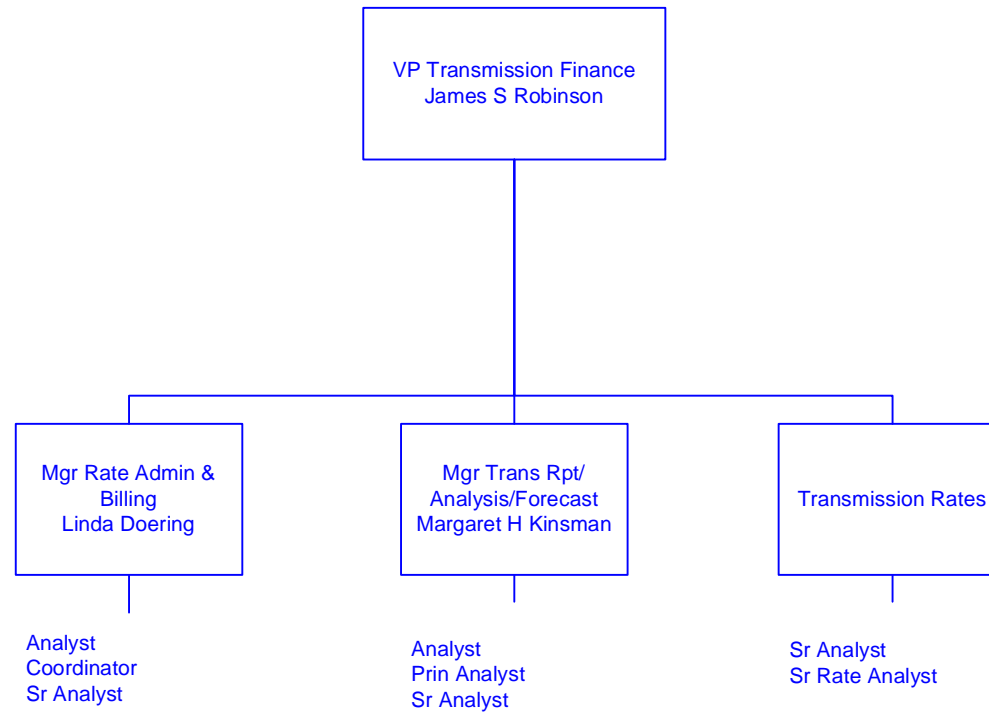 VP Transmission Finance
James S Robinson
Mgr Rate Admin &
Billing
Linda Doering
Mgr Trans Rpt/
Analysis/Forecast
Margaret H Kinsman
Transmission Rates
Analyst
Coordinator
Sr Analyst
Analyst
Prin Analyst
Sr Analyst
Sr Analyst
Sr Rate Analyst